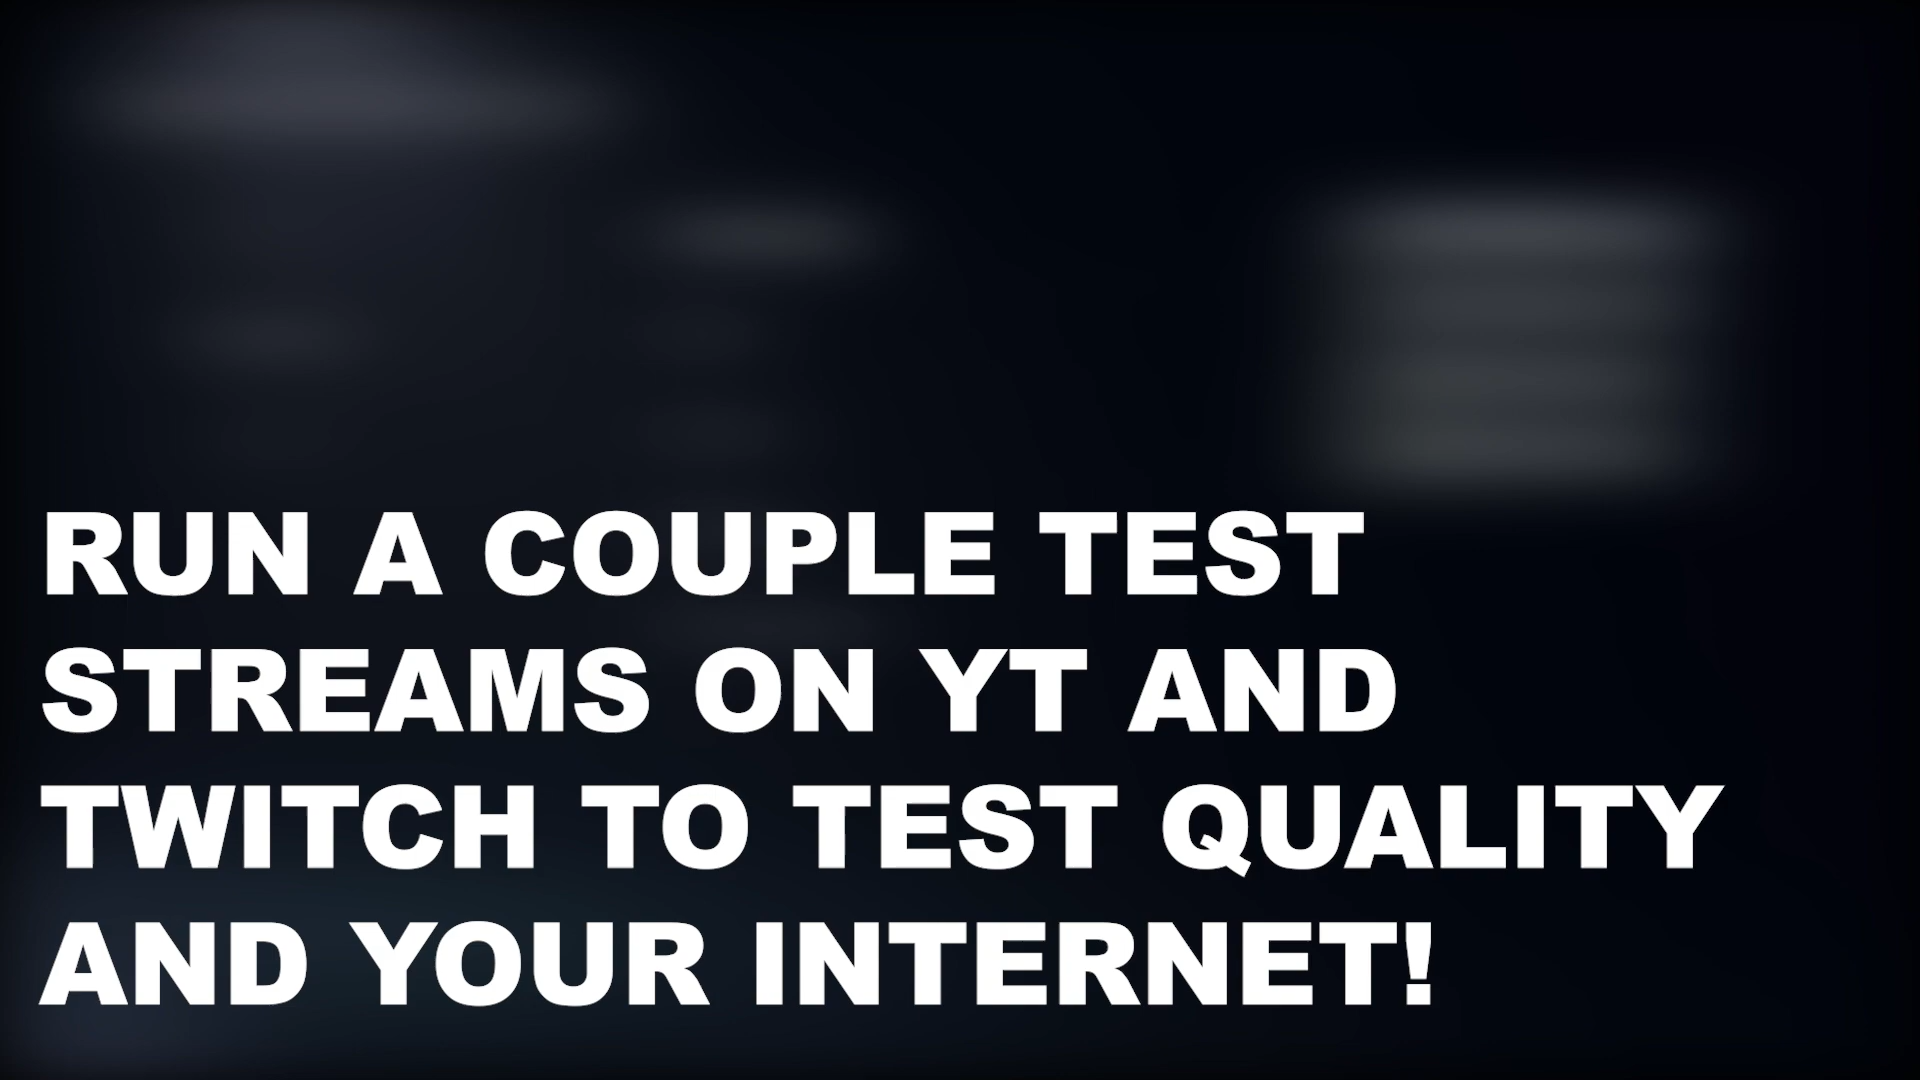 RUN A COUPLE TEST
STREAMS ON YT AND
TWITCH TO TEST QUALITY
AND YOUR INTERNET!